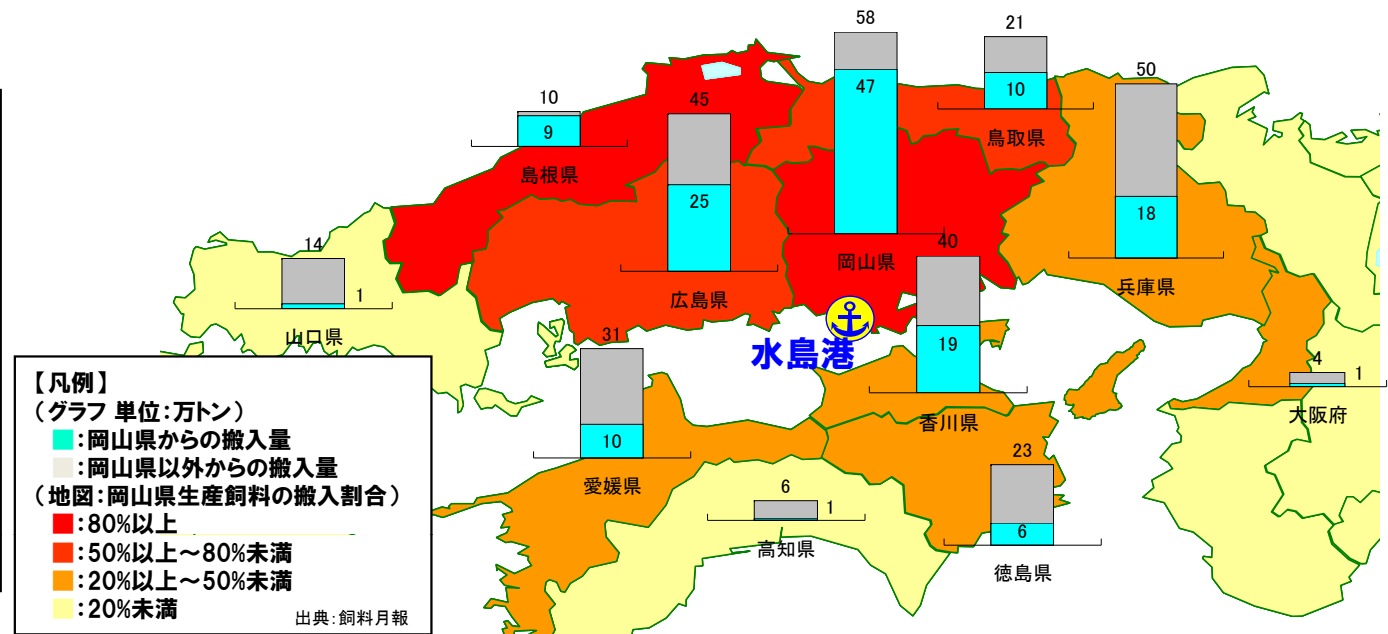 58
47
岡山県
21
10
鳥取県
50
18
兵庫県
10
9
島根県
45
25
広島県
14
1
山口県
40
19
香川県
水島港
31
10
愛媛県
4
1
大阪府
23
6
徳島県
6
1
高知県
【凡例】
(グラフ 単位:万トン)
:岡山県からの搬入量
:岡山県以外からの搬入量
(地図:岡山県生産飼料の搬入割合)
:80%以上
:50%以上~80%未満
:20%以上~50%未満
:20%未満
出典:飼料月報